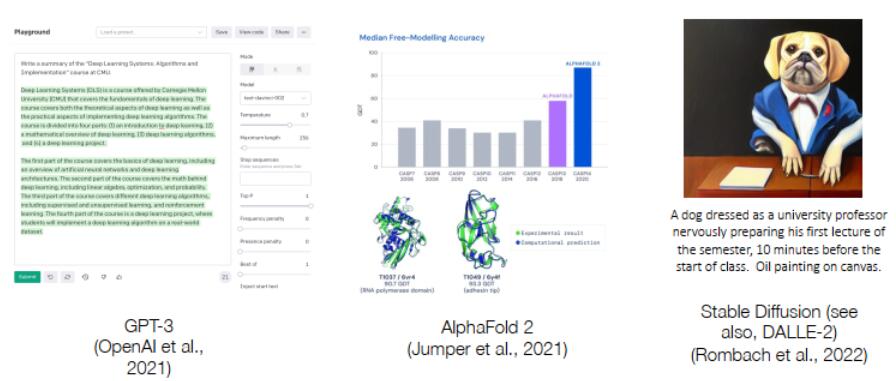 Playground
Load a preset...
Save
View code
Share
...
Write a summary of the "Deep Learning Systems: Algorithms and
Implementation" course at CMU.
Deep Learning Systems (DLS) is a course offered by Carnegie Mellon
University (CMU) that covers the fundamentals of deep learning. The
course covers both the theoretical aspects of deep learning as well as
the practical aspects of implementing deep learning algorithms. The
course is divided into four parts: (1) an introduction to deep learning, (2)
a mathematical overview of deep learning, (3) deep learning algorithms,
and (4) a deep learning project.
The first part of the course covers the basics of deep learning, including
an overview of artificial neural networks and deep learning
architectures. The second part of the course covers the math behind
deep learning, including linear algebra, optimization, and probability.
The third part of the course covers different deep learning algorithms,
including supervised and unsupervised learning, and reinforcement
learning. The fourth part of the course is a deep learning project, where
students will implement a deep learning algorithm on a real-world
dataset.
Submit
21
Mode
Model
text-davinci-002
Temperature 0.7
Maximum length 256
Stop sequences
Top P 1
Frequency penalty 0
Presence penalty 0
Best of 1
Inject start text
GPT-3
(OpenAI et al.,
2021)
Median Free-Modelling Accuracy
GDT
100
80
60
40
20
0
ALPHAFOLD
ALPHAFOLD 2
CASP7 CASP8 CASP9 CASP10 CASP11 CASP12 CASP13 CASP14
2006 2008 2010 2012 2014 2016 2018 2020
Experimental result
Computational prediction
T1037 / 6vr4
90.7 GDT
(RNA polymerase domain)
T1049 / 6y4f
93.3 GDT
(adhesin tip)
AlphaFold 2
(Jumper et al., 2021)
A dog dressed as a university professor
nervously preparing his first lecture of
the semester, 10 minutes before the
start of class. Oil painting on canvas.
Stable Diffusion (see
also, DALLE-2)
(Rombach et al., 2022)